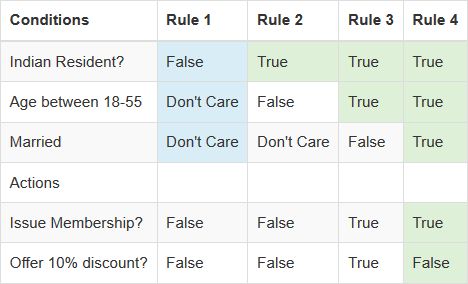 Conditions Rule 1 Rule 2 Rule 3 Rule 4
Indian Resident? False True True True
Age between 18-55 Don't Care False True True
Married Don't Care Don't Care False True
Actions
Issue Membership? False False True True
Offer 10% discount? False False True False